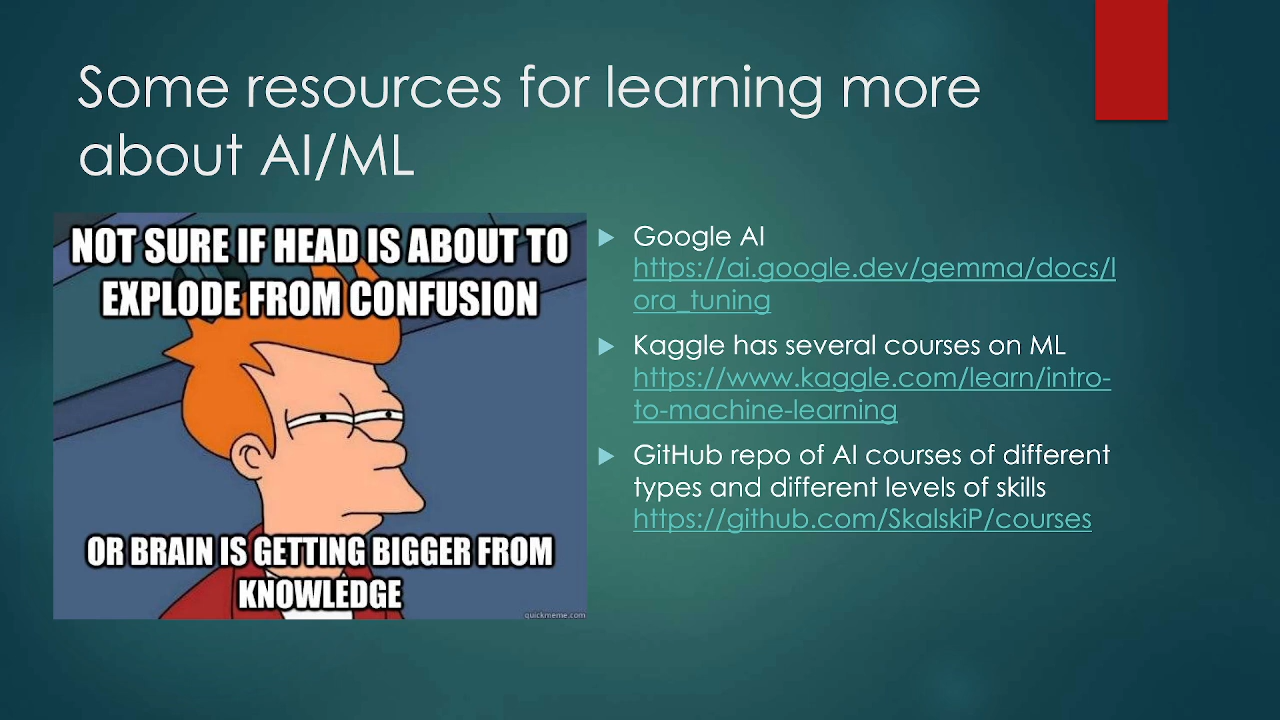 Some resources for learning more
about AI/ML
NOT SURE IF HEAD IS ABOUT TO
EXPLODE FROM CONFUSION
OR BRAIN IS GETTING BIGGER FROM
KNOWLEDGE
quickmeme.com
Google AI
https://ai.google.dev/gemma/docs/l
ora_tuning
Kaggle has several courses on ML
https://www.kaggle.com/learn/intro-
to-machine-learning
GitHub repo of AI courses of different
types and different levels of skills
https://github.com/SkalskiP/courses